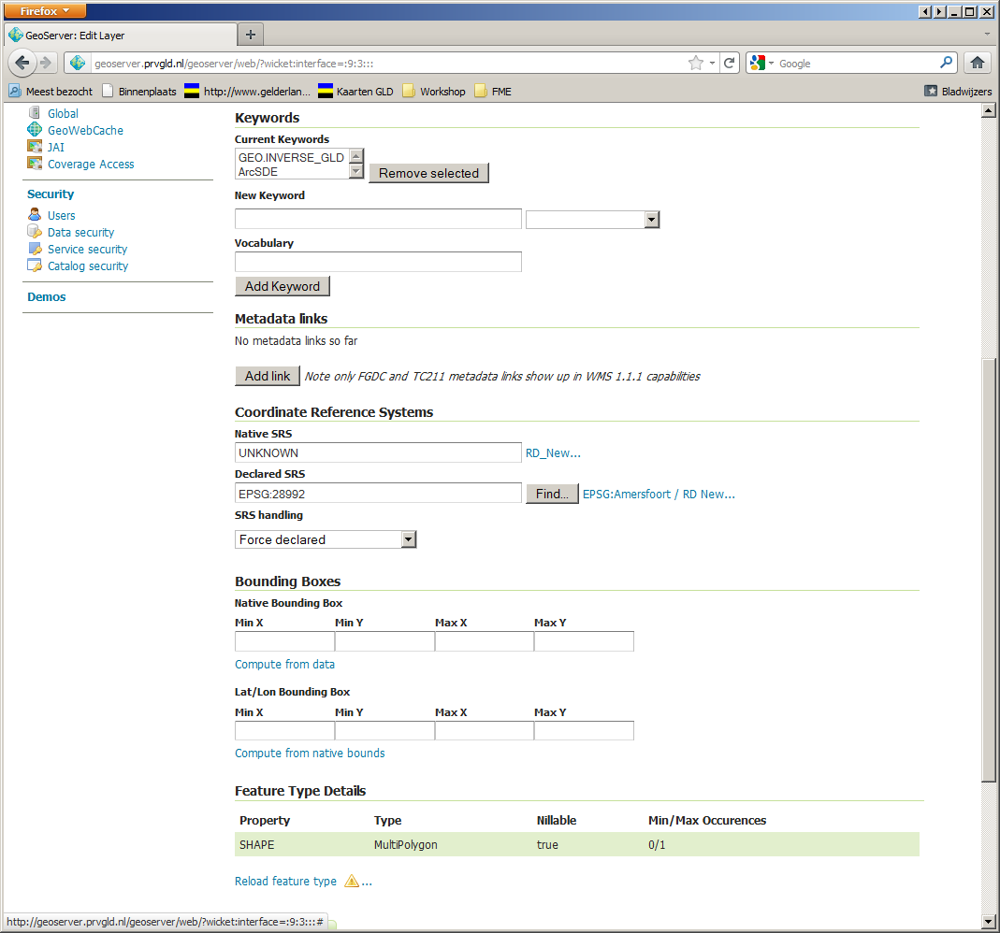 Firefox
GeoServer: Edit Layer
geoserver.prvgld.nl/geoserver/web/?wicket:interface=:9:3:::
Google
Meest bezocht Binnenplaats http://www.gelderlan... Kaarten GLD Workshop FME Bladwijzers
Global
GeoWebCache
JAI
Coverage Access
Security
Users
Data security
Service security
Catalog security
Demos
Keywords
Current Keywords
GEO.INVERSE_GLD
ArcSDE
Remove selected
New Keyword
Vocabulary
Add Keyword
Metadata links
No metadata links so far
Add link Note only FGDC and TC211 metadata links show up in WMS 1.1.1 capabilities
Coordinate Reference Systems
Native SRS
UNKNOWN RD_New...
Declared SRS
EPSG:28992 Find... EPSG:Amersfoort / RD New...
SRS handling
Force declared
Bounding Boxes
Native Bounding Box
Min X Min Y Max X Max Y
Compute from data
Lat/Lon Bounding Box
Min X Min Y Max X Max Y
Compute from native bounds
Feature Type Details
Property Type Nillable Min/Max Occurences
SHAPE MultiPolygon true 0/1
Reload feature type ...
http://geoserver.prvgld.nl/geoserver/web/?wicket:interface=:9:3:::#